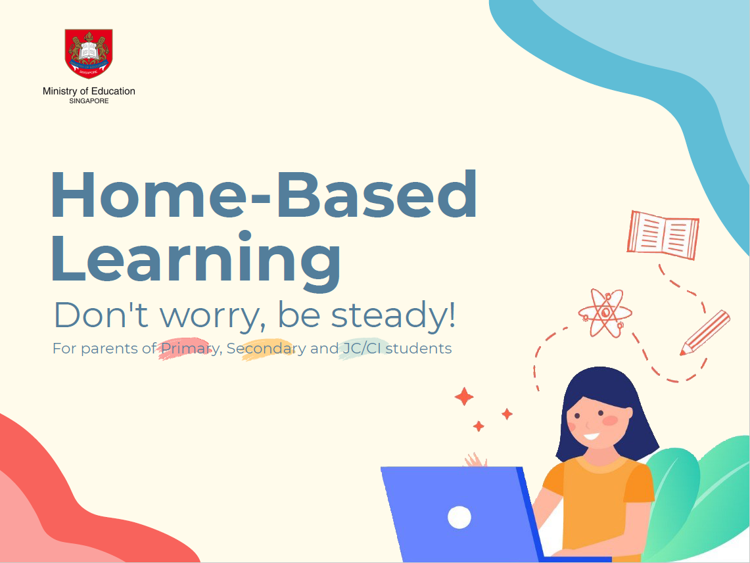 Ministry of Education
SINGAPORE
Home-Based
Learning
Don't worry, be steady!
For parents of Primary, Secondary and JC/CI students